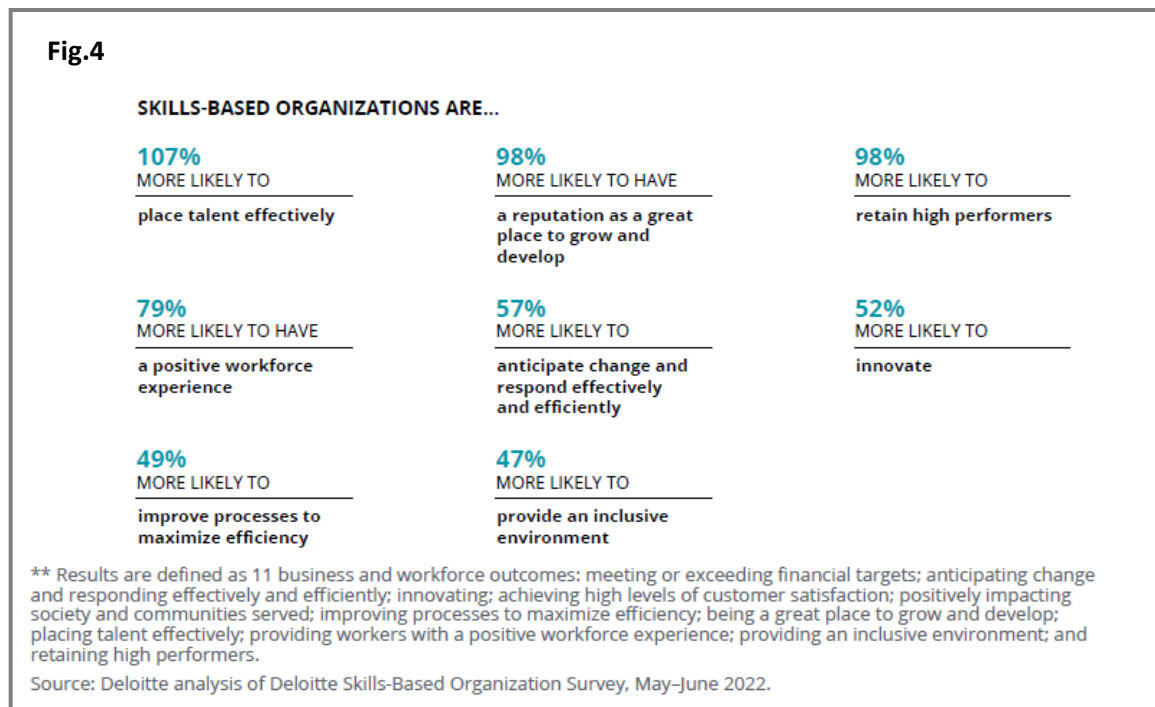 Fig.4
SKILLS-BASED ORGANIZATIONS ARE...
107%
MORE LIKELY TO
place talent effectively
98%
MORE LIKELY TO HAVE
a reputation as a great
place to grow and
develop
98%
MORE LIKELY TO
retain high performers
79%
MORE LIKELY TO HAVE
a positive workforce
experience
57%
MORE LIKELY TO
anticipate change and
respond effectively
and efficiently
52%
MORE LIKELY TO
innovate
49%
MORE LIKELY TO
improve processes to
maximize efficiency
47%
MORE LIKELY TO
provide an inclusive
environment
** Results are defined as 11 business and workforce outcomes: meeting or exceeding financial targets; anticipating change
and responding effectively and efficiently; innovating; achieving high levels of customer satisfaction; positively impacting
society and communities served; improving processes to maximize efficiency; being a great place to grow and develop;
placing talent effectively; providing workers with a positive workforce experience; providing an inclusive environment; and
retaining high performers.
Source: Deloitte analysis of Deloitte Skills-Based Organization Survey, May–June 2022.